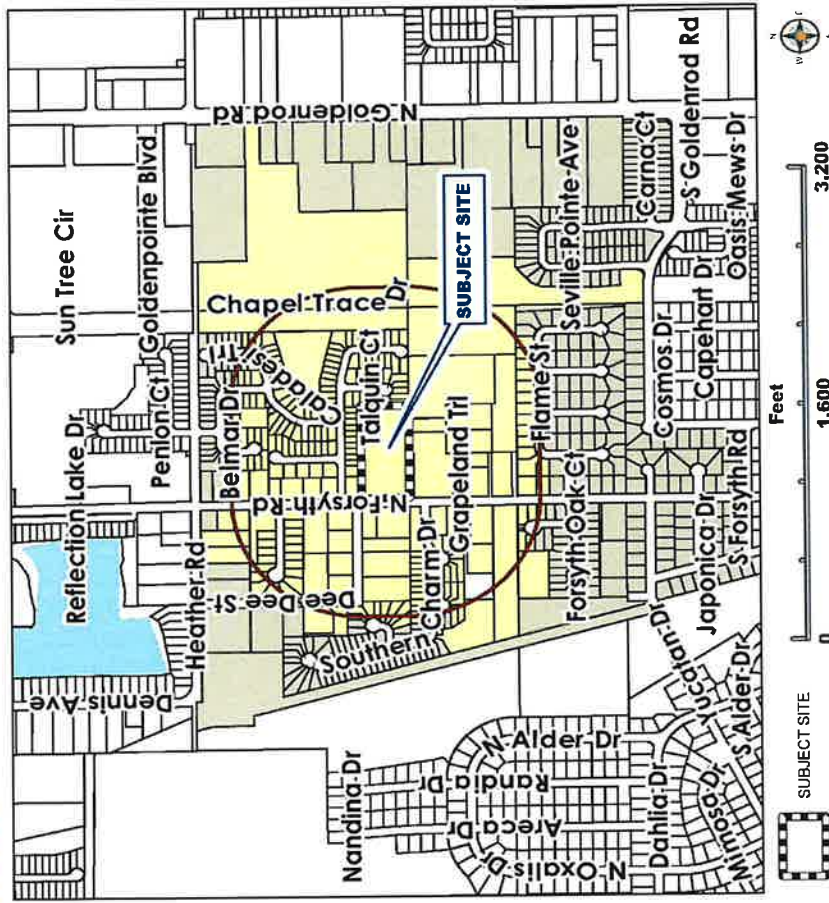 Sun Tree Cir
Reflection Lake Dr
Goldenpointe Blvd
Penlon Ct
Dennis Ave
Heather Rd
N Goldenrod Rd
Belmar Dr
Caladesi Trl
Chapel Trace Dr
Dee Dee St
N Forsyth Rd
Talquin Ct
SUBJECT SITE
Nandina Dr
Southern Charm Dr
Grapeland Trl
N Alder Dr
Randia Dr
Areca Dr
N Oxalis Dr
Dahlia Dr
Mimosa Dr
S Alder Dr
Yucatan Dr
Forsyth Oak Ct
Flame St
Seville Pointe Ave
Carna Ct
S Goldenrod Rd
Cosmos Dr
Capehart Dr
Oasis Mews Dr
Japonica Dr
S Forsyth Rd
SUBJECT SITE
Feet
0 1,600 3,200
N
W